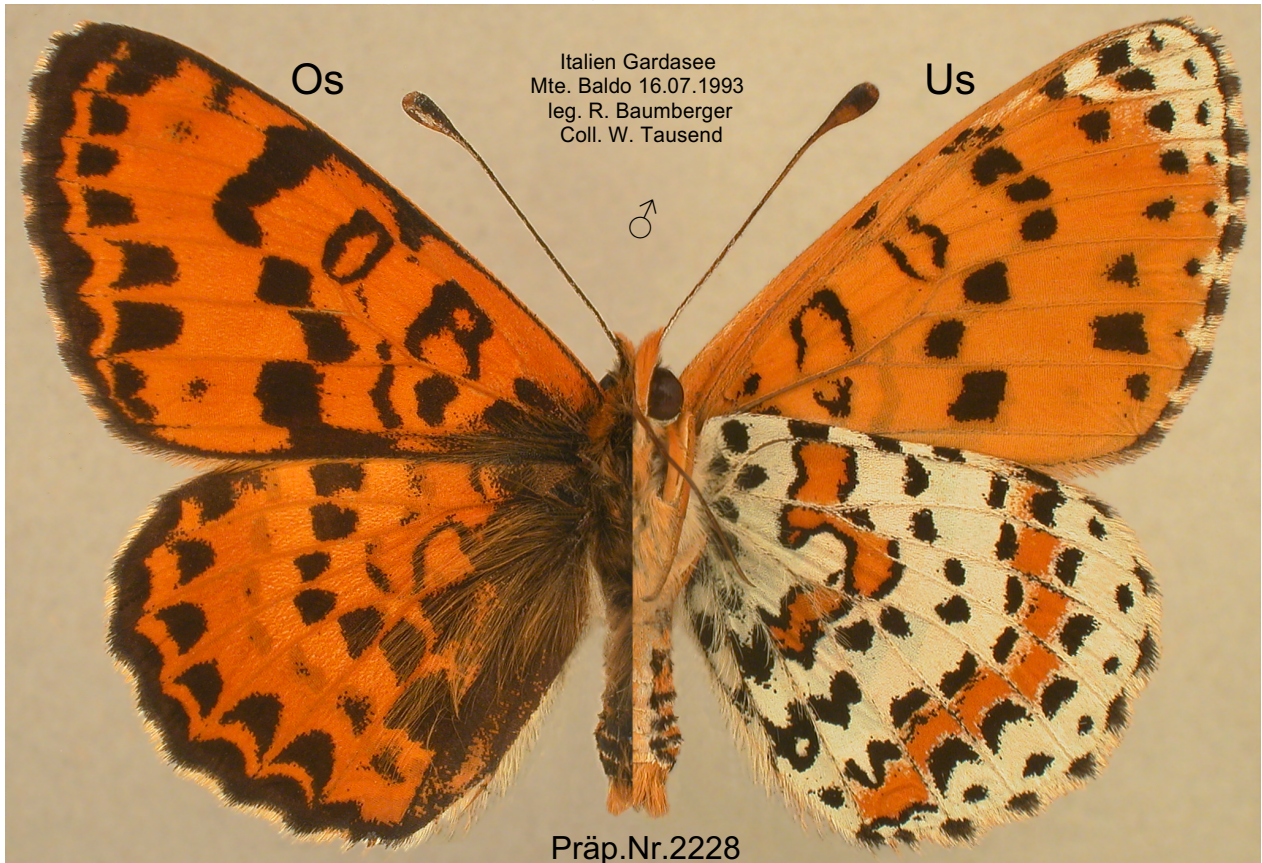 Os
Italien Gardasee
Mte. Baldo 16.07.1993
leg. R. Baumberger
Coll. W. Tausend
Us
♂
Präp.Nr.2228